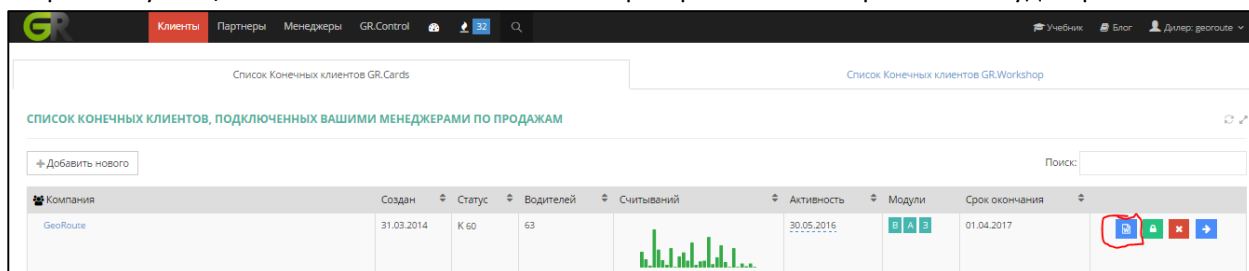 GR Клиенты Партнеры Менеджеры GR.Control 32 Учебник Блог Дилер: georoute
Список Конечных клиентов GR.Cards Список Конечных клиентов GR.Workshop
СПИСОК КОНЕЧНЫХ КЛИЕНТОВ, ПОДКЛЮЧЕННЫХ ВАШИМИ МЕНЕДЖЕРАМИ ПО ПРОДАЖАМ
+Добавить нового Поиск:
Компания Создан Статус Водителей Считываний Активность Модули Срок окончания
GeoRoute 31.03.2014 K 60 63 30.05.2016 В А З 01.04.2017